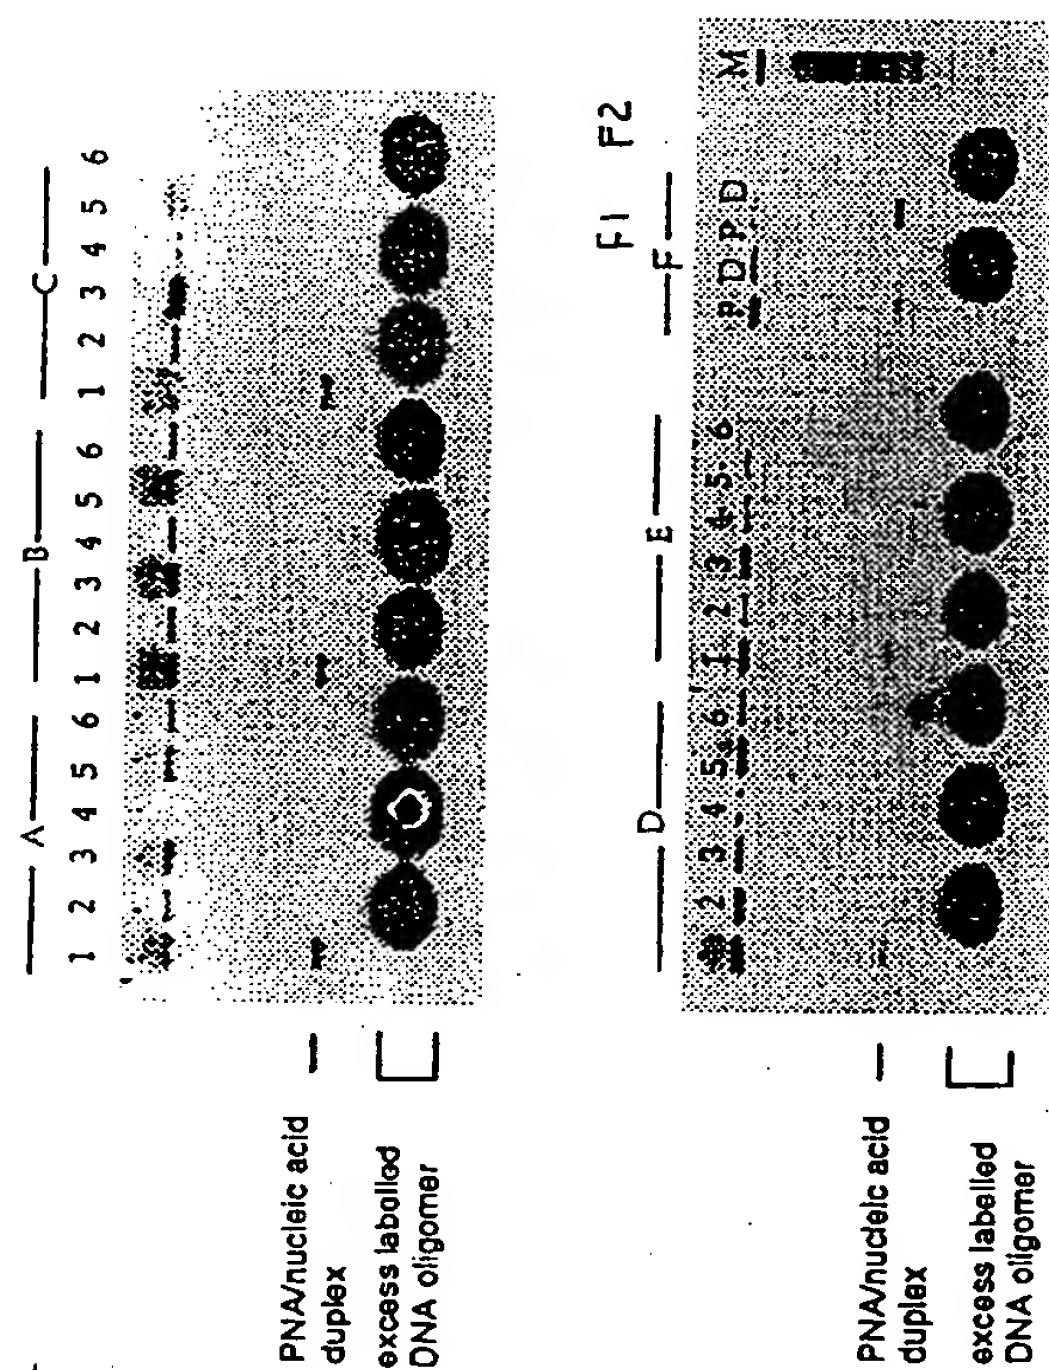 A B C
1 2 3 4 5 6 1 2 3 4 5 6 1 2 3 4 5 6
PNA/nucleic acid
duplex
excess labelled
DNA oligomer
F1 F2
D E F
2 3 4 5 6 1 2 3 4 5 6 P D P D M
PNA/nucleic acid
duplex
excess labelled
DNA oligomer